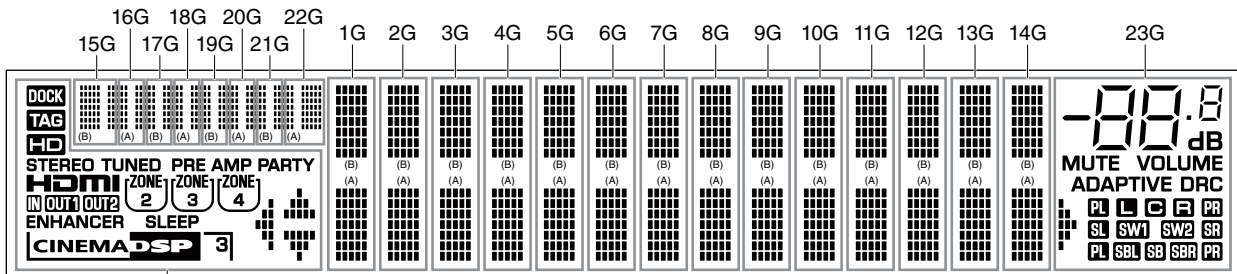 16G 18G 20G 22G
15G 17G 19G 21G 1G 2G 3G 4G 5G 6G 7G 8G 9G 10G 11G 12G 13G 14G 23G
DOCK
TAG
HD
(B) (A) (B) (A) (B) (A) (B) (A)
-88.8
dB
STEREO TUNED PRE AMP PARTY
HDMI ZONE 2 ZONE 3 ZONE 4
IN OUT1 OUT2
ENHANCER SLEEP
CINEMA DSP 3
(B) (B) (B) (B) (B) (B) (B) (B) (B) (B) (B) (B) (B) (B)
(A) (A) (A) (A) (A) (A) (A) (A) (A) (A) (A) (A) (A) (A)
MUTE VOLUME
ADAPTIVE DRC
PL L C R PR
SL SW1 SW2 SR
PL SBL SB SBR PR